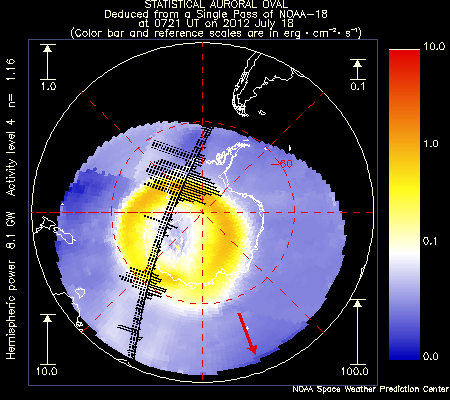 STATISTICAL AURORAL OVAL
Deduced from a Single Pass of NOAA-18
at 0721 UT on 2012 July 18
(Color bar and reference scales are in erg·cm⁻²·s⁻¹)
Hemispheric power 8.1 GW Activity level 4 n= 1.16
1.0
0.1
10.0
100.0
-60
10.0
1.0
0.1
0.0
NOAA Space Weather Prediction Center